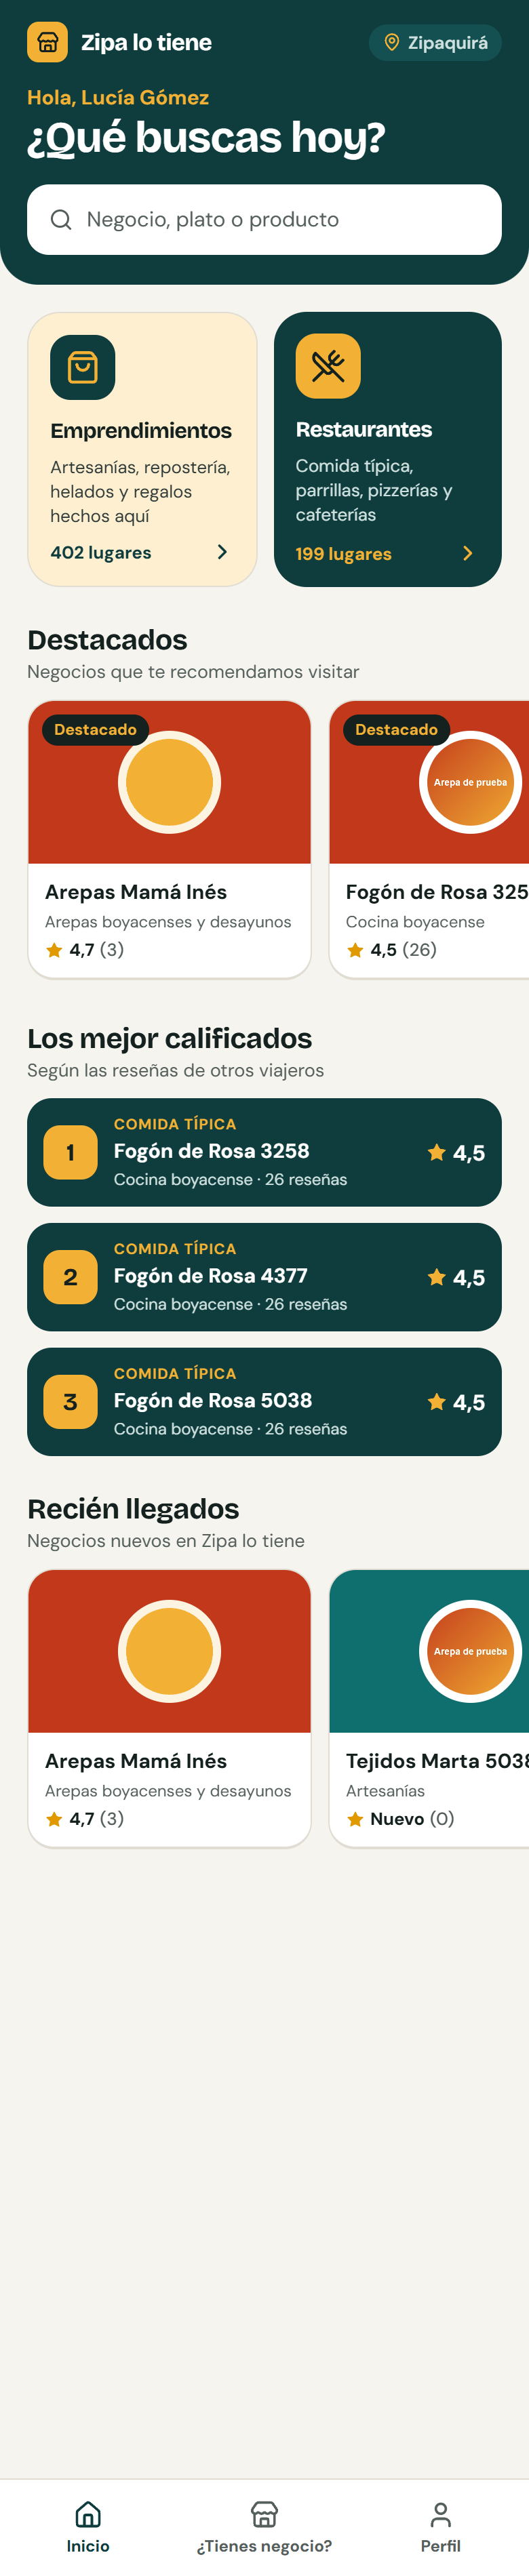 Zipa lo tiene
Zipaquirá
Hola, Lucía Gómez
¿Qué buscas hoy?
Negocio, plato o producto
Emprendimientos
Artesanías, repostería,
helados y regalos
hechos aquí
402 lugares
Restaurantes
Comida típica,
parrillas, pizzerías y
cafeterías
199 lugares
Destacados
Negocios que te recomendamos visitar
Destacado
Arepas Mamá Inés
Arepas boyacenses y desayunos
4,7 (3)
Destacado
Arepa de prueba
Fogón de Rosa 325
Cocina boyacense
4,5 (26)
Los mejor calificados
Según las reseñas de otros viajeros
1
COMIDA TÍPICA
Fogón de Rosa 3258
Cocina boyacense · 26 reseñas
4,5
2
COMIDA TÍPICA
Fogón de Rosa 4377
Cocina boyacense · 26 reseñas
4,5
3
COMIDA TÍPICA
Fogón de Rosa 5038
Cocina boyacense · 26 reseñas
4,5
Recién llegados
Negocios nuevos en Zipa lo tiene
Arepas Mamá Inés
Arepas boyacenses y desayunos
4,7 (3)
Arepa de prueba
Tejidos Marta 5038
Artesanías
Nuevo (0)
Inicio
¿Tienes negocio?
Perfil